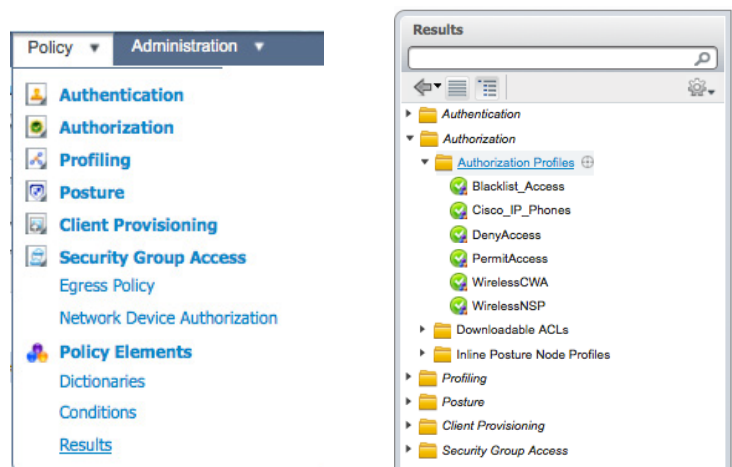 Policy
Administration
Authentication
Authorization
Profiling
Posture
Client Provisioning
Security Group Access
Egress Policy
Network Device Authorization
Policy Elements
Dictionaries
Conditions
Results
Results
Authentication
Authorization
Authorization Profiles
Blacklist_Access
Cisco_IP_Phones
DenyAccess
PermitAccess
WirelessCWA
WirelessNSP
Downloadable ACLs
Inline Posture Node Profiles
Profiling
Posture
Client Provisioning
Security Group Access